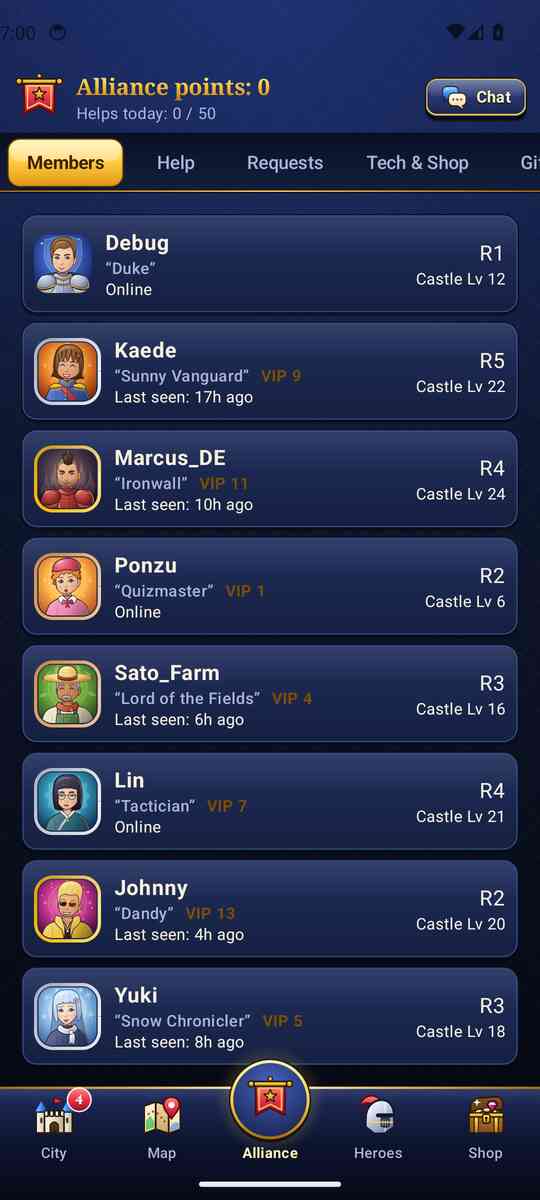 7:00
Alliance points: 0
Helps today: 0 / 50
Chat
Members
Help
Requests
Tech & Shop
Debug
“Duke”
Online
R1
Castle Lv 12
Kaede
“Sunny Vanguard” VIP 9
Last seen: 17h ago
R5
Castle Lv 22
Marcus_DE
“Ironwall” VIP 11
Last seen: 10h ago
R4
Castle Lv 24
Ponzu
“Quizmaster” VIP 1
Online
R2
Castle Lv 6
Sato_Farm
“Lord of the Fields” VIP 4
Last seen: 6h ago
R3
Castle Lv 16
Lin
“Tactician” VIP 7
Online
R4
Castle Lv 21
Johnny
“Dandy” VIP 13
Last seen: 4h ago
R2
Castle Lv 20
Yuki
“Snow Chronicler” VIP 5
Last seen: 8h ago
R3
Castle Lv 18
4
City
Map
Alliance
Heroes
Shop